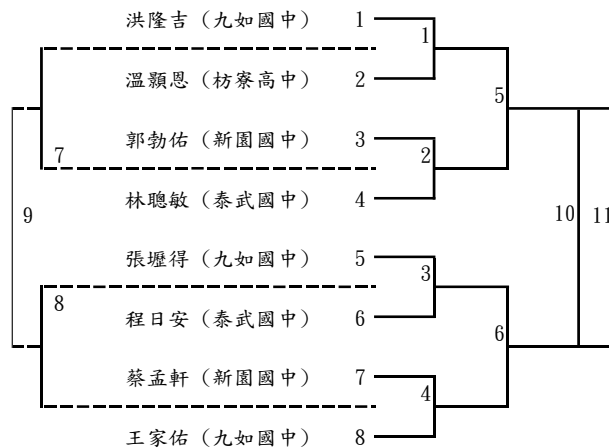 洪隆吉（九如國中） 1
1
溫顥恩（枋寮高中） 2
5
郭勃佑（新園國中） 3
7
2
林聰敏（泰武國中） 4
9
10
11
張壢得（九如國中） 5
3
8
程日安（泰武國中） 6
6
蔡孟軒（新園國中） 7
4
王家佑（九如國中） 8